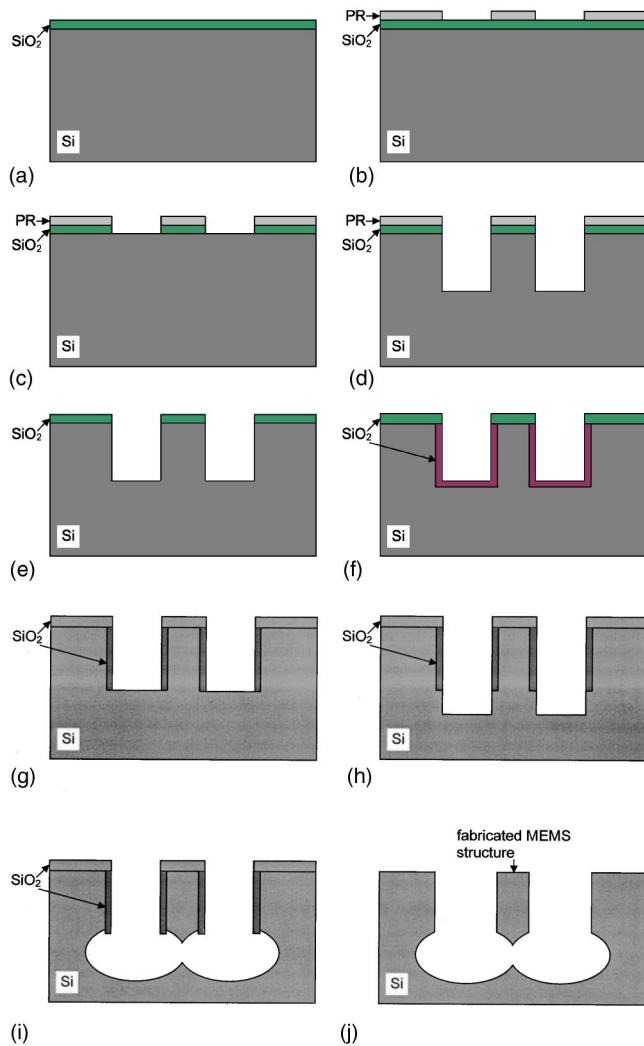 PR
SiO2
SiO2
Si
Si
(a)
(b)
PR
SiO2
Si
(c)
PR
SiO2
Si
(d)
SiO2
Si
(e)
SiO2
Si
(f)
SiO2
Si
(g)
SiO2
Si
(h)
fabricated MEMS
structure
SiO2
Si
(i)
Si
(j)